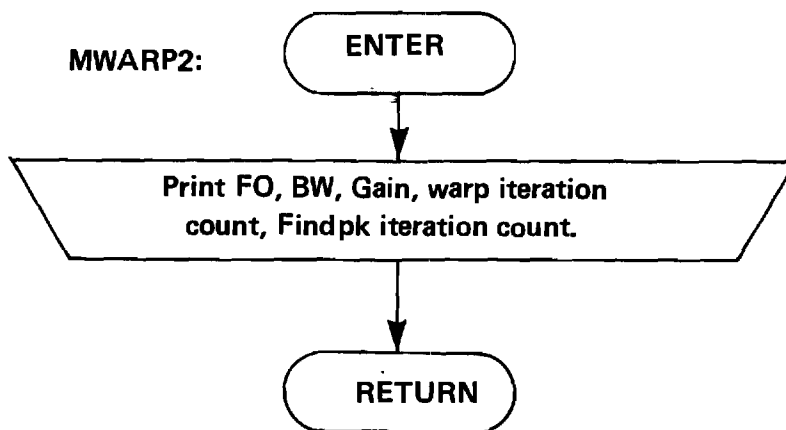 MWARP2:
ENTER
Print FO, BW, Gain, warp iteration
count, Findpk iteration count.
RETURN